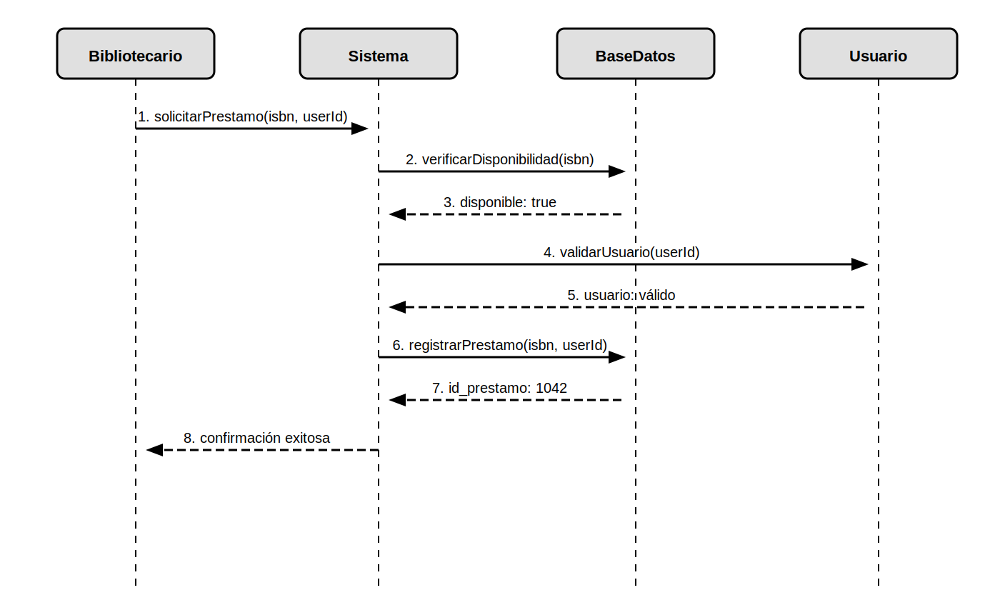 Bibliotecario
Sistema
BaseDatos
Usuario
1. solicitarPrestamo(isbn, userId)
2. verificarDisponibilidad(isbn)
3. disponible: true
4. validarUsuario(userId)
5. usuario: válido
6. registrarPrestamo(isbn, userId)
7. id_prestamo: 1042
8. confirmación exitosa